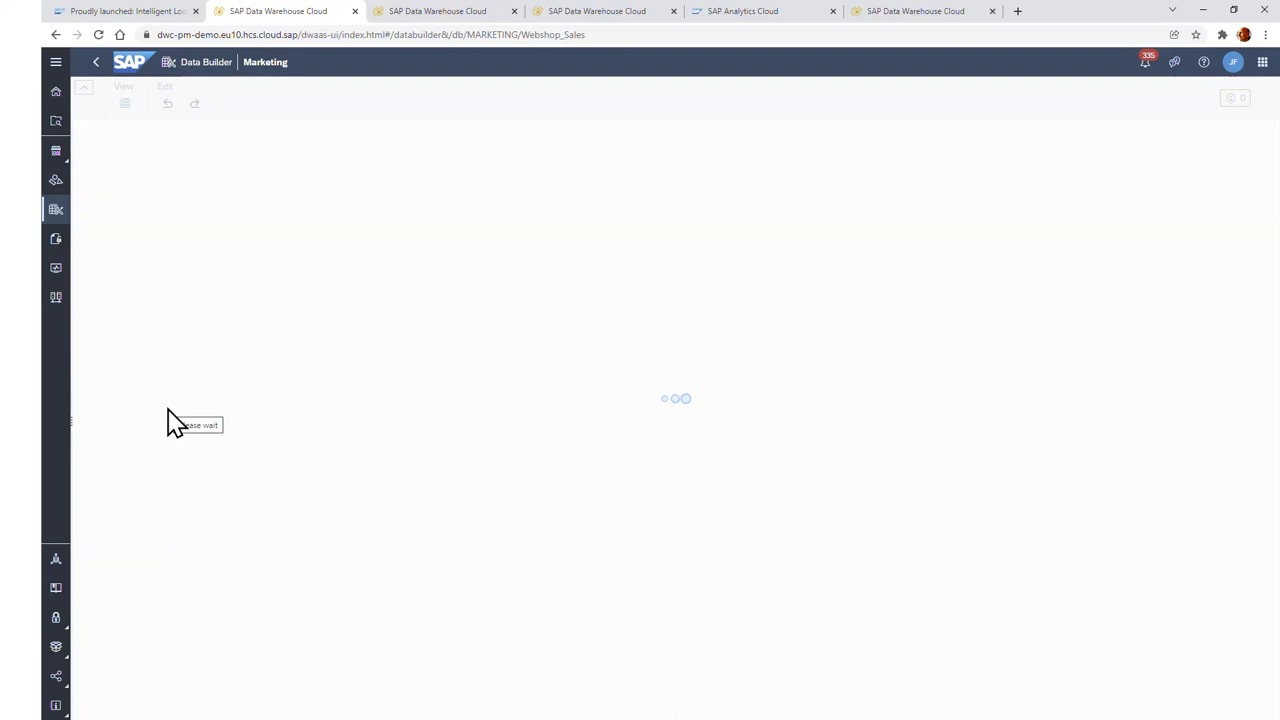 Proudly launched: Intelligent Loo
SAP Data Warehouse Cloud
SAP Data Warehouse Cloud
SAP Data Warehouse Cloud
SAP Analytics Cloud
SAP Data Warehouse Cloud
dwc-pm-demo.eu10.hcs.cloud.sap/dwaas-ui/index.html#/databuilder&/db/MARKETING/Webshop_Sales
SAP Data Builder Marketing
335
JF
View Edit
0
wait